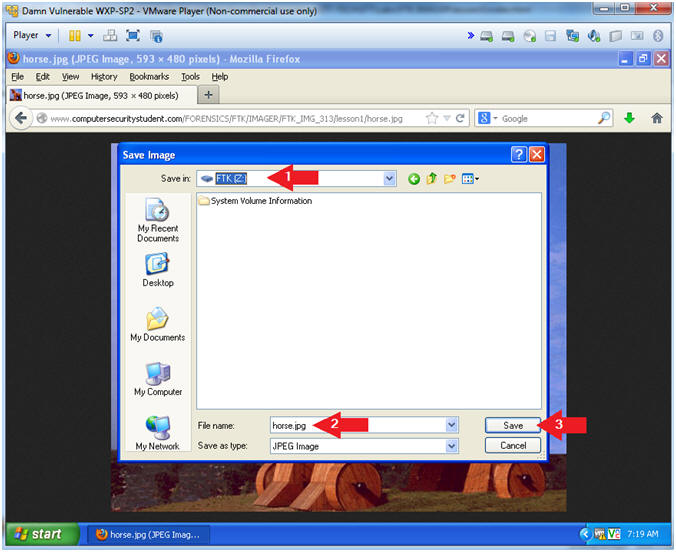 Damn Vulnerable WXP-SP2 - VMware Player (Non-commercial use only)
Player
horse.jpg (JPEG Image, 593 × 480 pixels) - Mozilla Firefox
File Edit View History Bookmarks Tools Help
horse.jpg (JPEG Image, 593 × 480 pixels)
www.computersecuritystudent.com/FORENSICS/FTK/IMAGER/FTK_IMG_313/lesson1/horse.jpg
Google
Save Image
Save in: FTK (Z:) 1
System Volume Information
My Recent
Documents
Desktop
My Documents
My Computer
My Network
File name: horse.jpg 2 Save 3
Save as type: JPEG Image Cancel
start horse.jpg (JPEG Imag... 7:19 AM